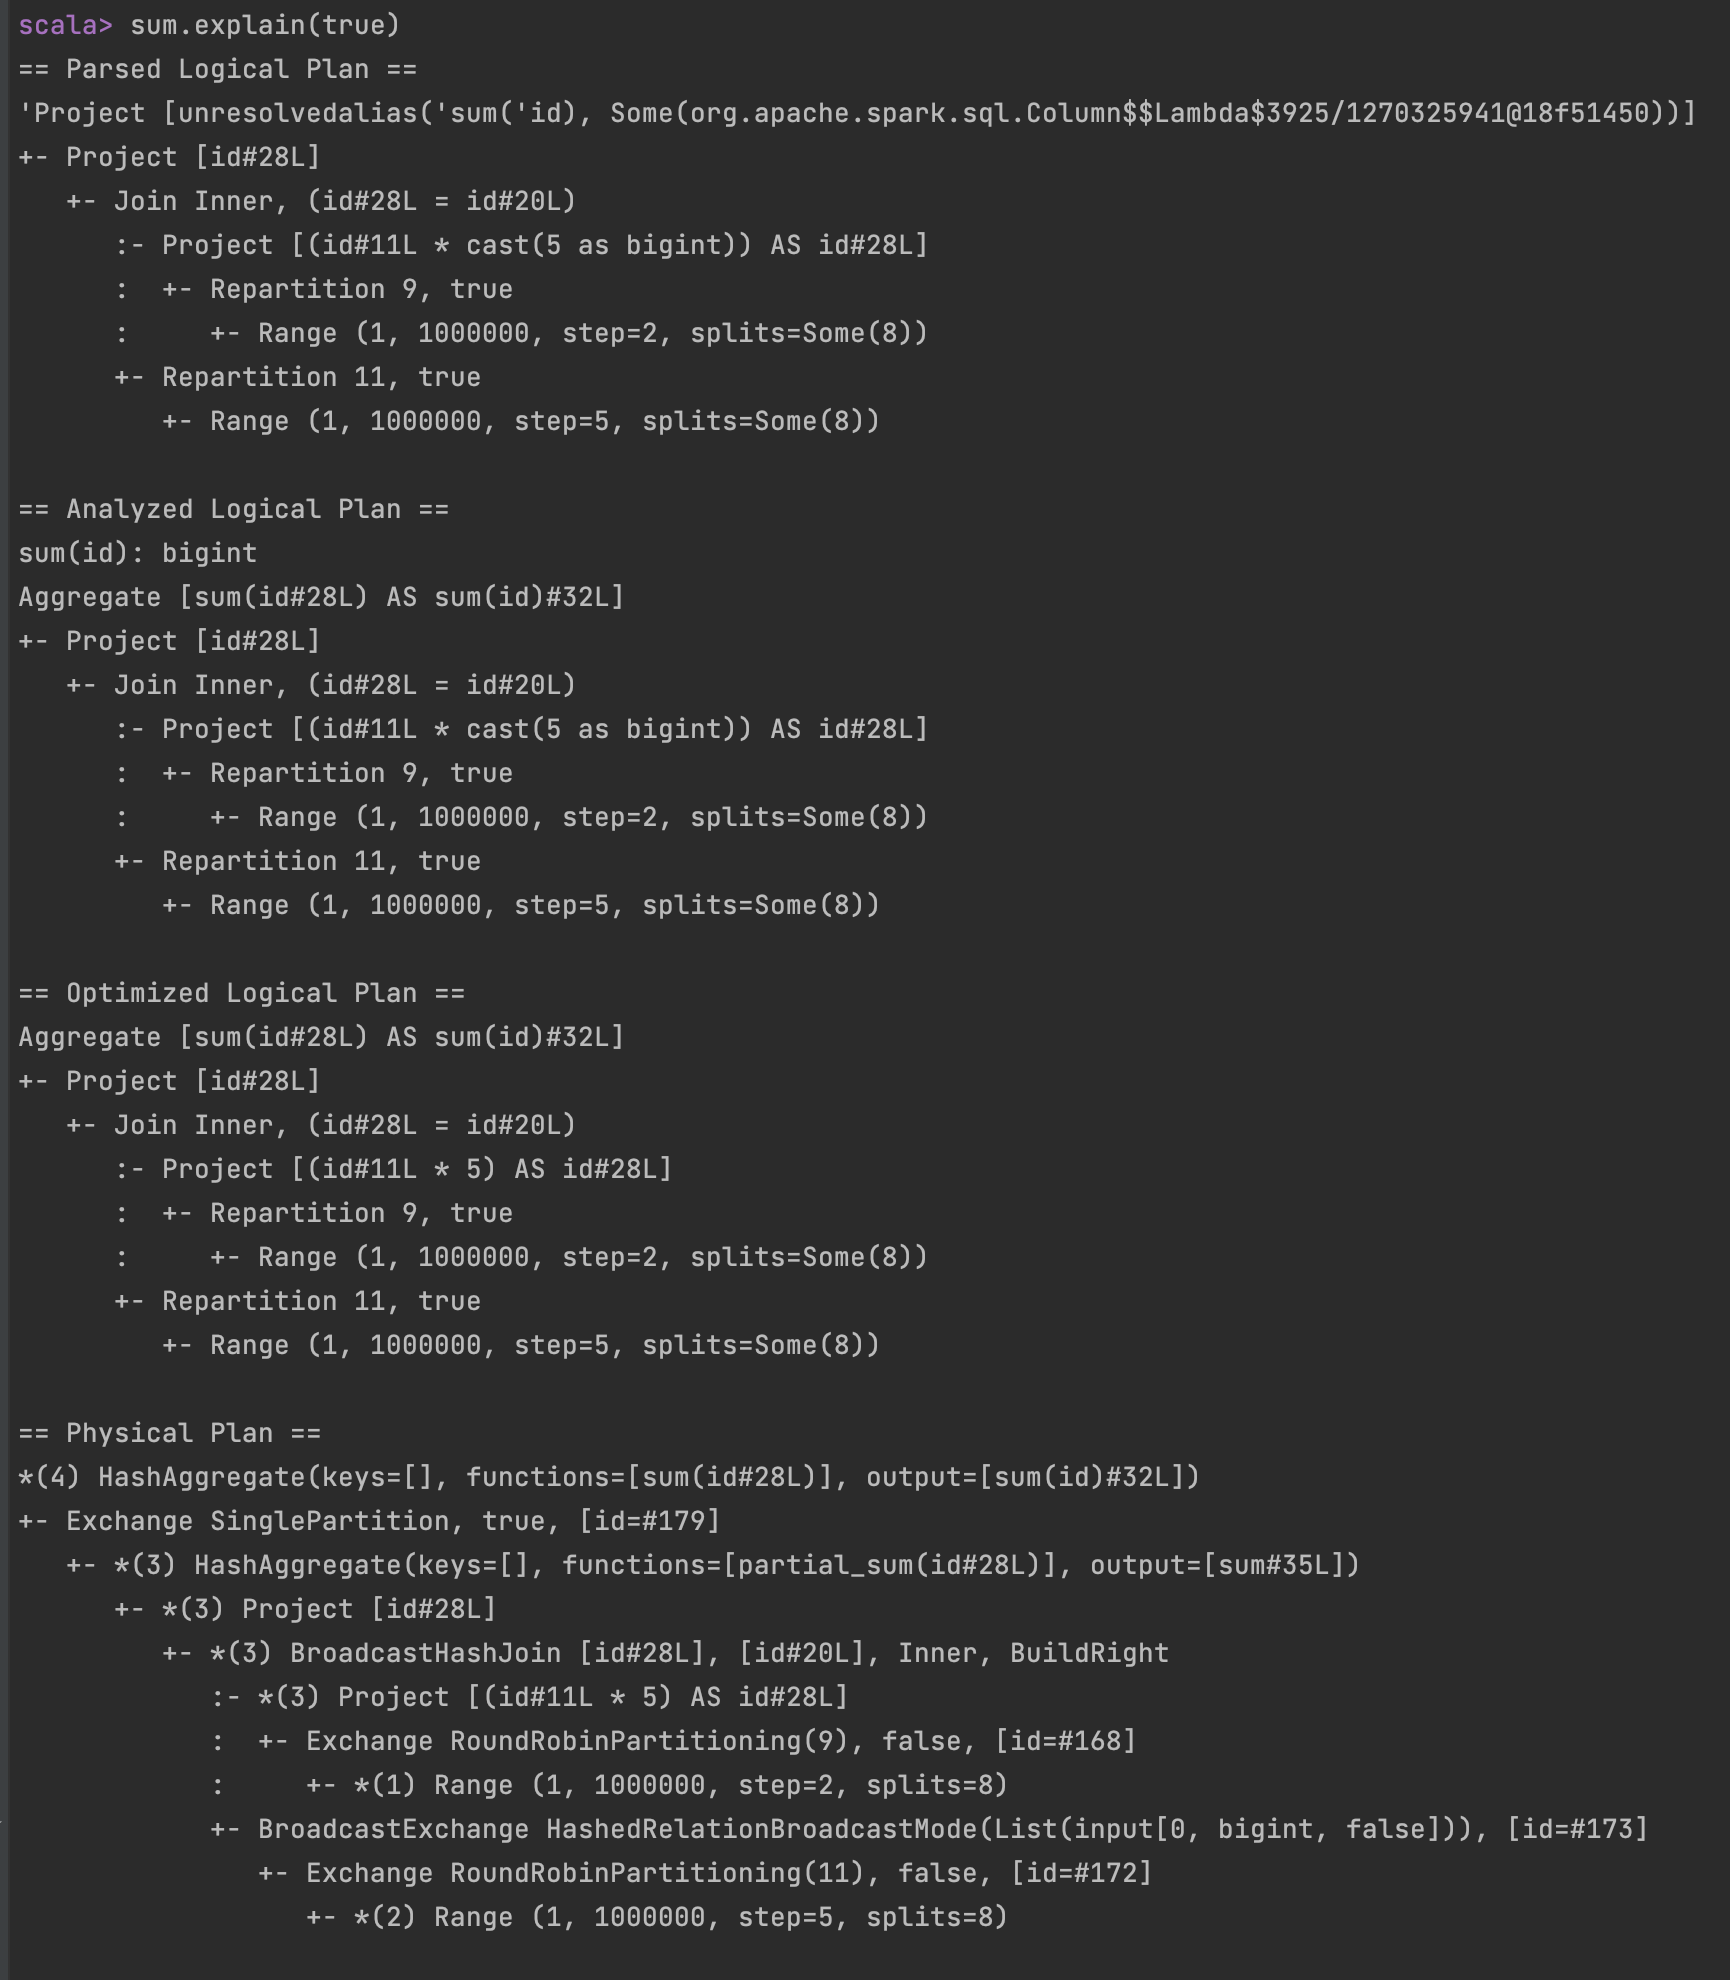 scala> sum.explain(true)
== Parsed Logical Plan ==
'Project [unresolvedalias('sum('id), Some(org.apache.spark.sql.Column$$Lambda$3925/1270325941@18f51450))]
+- Project [id#28L]
   +- Join Inner, (id#28L = id#20L)
      :- Project [(id#11L * cast(5 as bigint)) AS id#28L]
      :  +- Repartition 9, true
      :     +- Range (1, 1000000, step=2, splits=Some(8))
      +- Repartition 11, true
         +- Range (1, 1000000, step=5, splits=Some(8))

== Analyzed Logical Plan ==
sum(id): bigint
Aggregate [sum(id#28L) AS sum(id)#32L]
+- Project [id#28L]
   +- Join Inner, (id#28L = id#20L)
      :- Project [(id#11L * cast(5 as bigint)) AS id#28L]
      :  +- Repartition 9, true
      :     +- Range (1, 1000000, step=2, splits=Some(8))
      +- Repartition 11, true
         +- Range (1, 1000000, step=5, splits=Some(8))

== Optimized Logical Plan ==
Aggregate [sum(id#28L) AS sum(id)#32L]
+- Project [id#28L]
   +- Join Inner, (id#28L = id#20L)
      :- Project [(id#11L * 5) AS id#28L]
      :  +- Repartition 9, true
      :     +- Range (1, 1000000, step=2, splits=Some(8))
      +- Repartition 11, true
         +- Range (1, 1000000, step=5, splits=Some(8))

== Physical Plan ==
*(4) HashAggregate(keys=[], functions=[sum(id#28L)], output=[sum(id)#32L])
+- Exchange SinglePartition, true, [id=#179]
   +- *(3) HashAggregate(keys=[], functions=[partial_sum(id#28L)], output=[sum#35L])
      +- *(3) Project [id#28L]
         +- *(3) BroadcastHashJoin [id#28L], [id#20L], Inner, BuildRight
            :- *(3) Project [(id#11L * 5) AS id#28L]
            :  +- Exchange RoundRobinPartitioning(9), false, [id=#168]
            :     +- *(1) Range (1, 1000000, step=2, splits=8)
            +- BroadcastExchange HashedRelationBroadcastMode(List(input[0, bigint, false])), [id=#173]
               +- Exchange RoundRobinPartitioning(11), false, [id=#172]
                  +- *(2) Range (1, 1000000, step=5, splits=8)